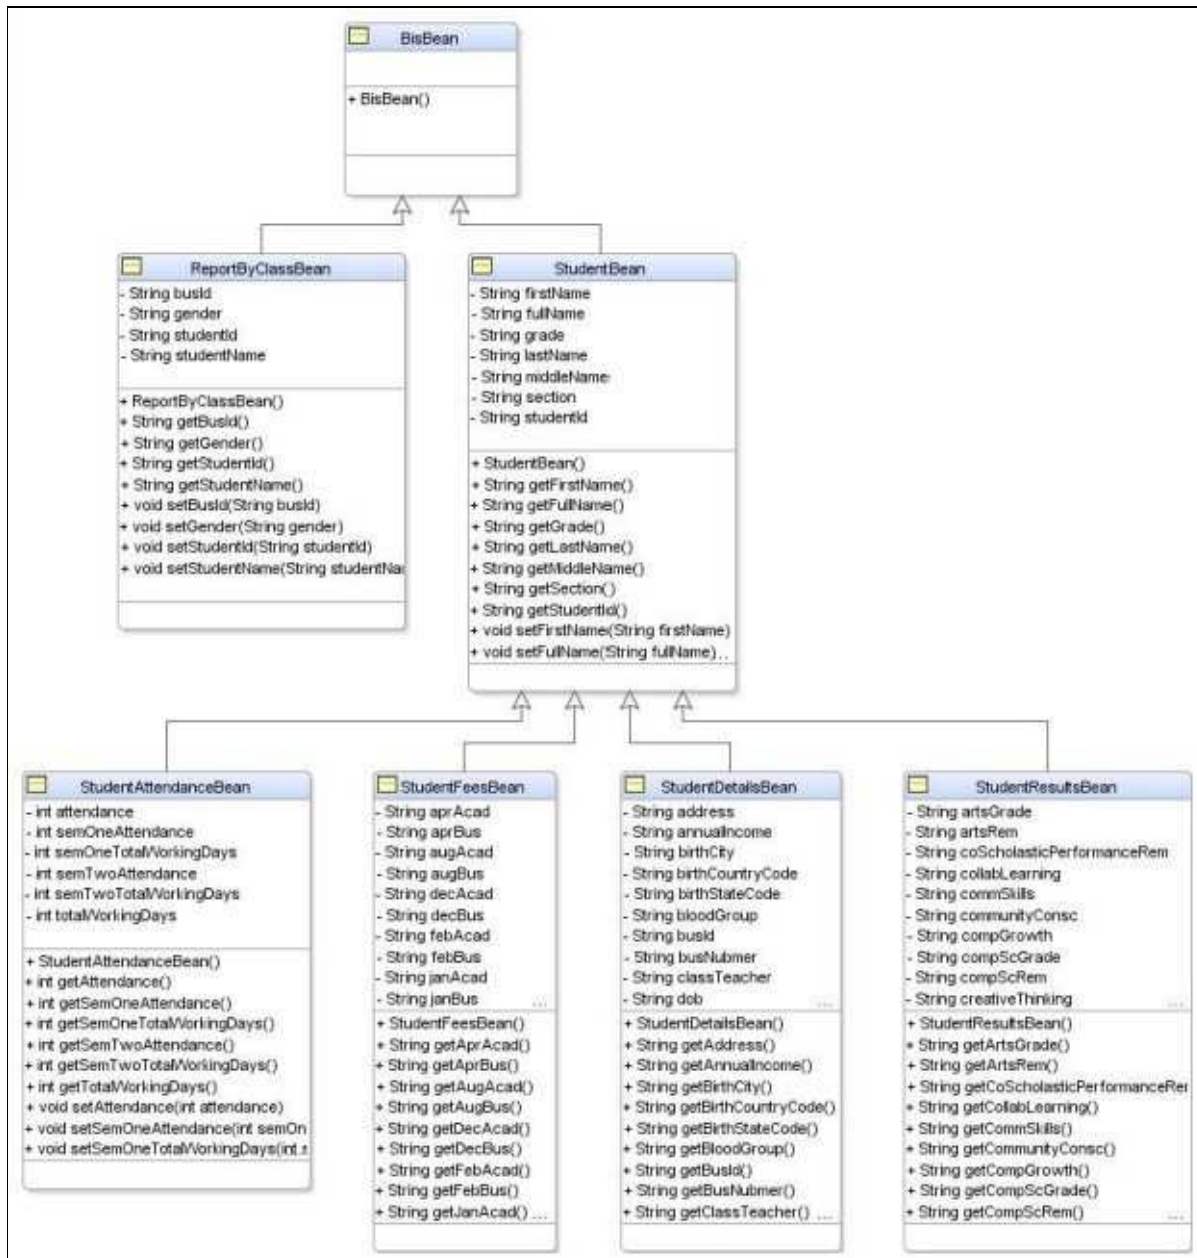 BisBean
+ BisBean()
ReportByClassBean
- String busId
- String gender
- String studentId
- String studentName
+ ReportByClassBean()
+ String getBusId()
+ String getGender()
+ String getStudentId()
+ String getStudentName()
+ void setBusId(String busId)
+ void setGender(String gender)
+ void setStudentId(String studentId)
+ void setStudentName(String studentNa
StudentBean
- String firstName
- String fullName
- String grade
- String lastName
- String middleName
- String section
- String studentId
+ StudentBean()
+ String getFirstName()
+ String getFullName()
+ String getGrade()
+ String getLastName()
+ String getMiddleName()
+ String getSection()
+ String getStudentId()
+ void setFirstName(String firstName)
+ void setFullName(String fullName)...
StudentAttendanceBean
- int attendance
- int semOneAttendance
- int semOneTotalWorkingDays
- int semTwoAttendance
- int semTwoTotalWorkingDays
- int totalWorkingDays
+ StudentAttendanceBean()
+ int getAttendance()
+ int getSemOneAttendance()
+ int getSemOneTotalWorkingDays()
+ int getSemTwoAttendance()
+ int getSemTwoTotalWorkingDays()
+ int getTotalWorkingDays()
+ void setAttendance(int attendance)
+ void setSemOneAttendance(int semOn
+ void setSemOneTotalWorkingDays(int s
StudentFeesBean
- String aprAcad
- String aprBus
- String augAcad
- String augBus
- String decAcad
- String decBus
- String febAcad
- String febBus
- String janAcad
- String janBus ...
+ StudentFeesBean()
+ String getAprAcad()
+ String getAprBus()
+ String getAugAcad()
+ String getAugBus()
+ String getDecAcad()
+ String getDecBus()
+ String getFebAcad()
+ String getFebBus()
+ String getJanAcad() ...
StudentDetailsBean
- String address
- String annualIncome
- String birthCity
- String birthCountryCode
- String birthStateCode
- String bloodGroup
- String busId
- String busNubmer
- String classTeacher
- String dob ...
+ StudentDetailsBean()
+ String getAddress()
+ String getAnnualIncome()
+ String getBirthCity()
+ String getBirthCountryCode()
+ String getBirthStateCode()
+ String getBloodGroup()
+ String getBusId()
+ String getBusNubmer()
+ String getClassTeacher() ...
StudentResultsBean
- String artsGrade
- String artsRem
- String coScholasticPerformanceRem
- String collabLearning
- String commSkills
- String communityConsc
- String compGrowth
- String compScGrade
- String compScRem
- String creativeThinking ...
+ StudentResultsBean()
+ String getArtsGrade()
+ String getArtsRem()
+ String getCoScholasticPerformanceRer
+ String getCollabLearning()
+ String getCommSkills()
+ String getCommunityConsc()
+ String getCompGrowth()
+ String getCompScGrade()
+ String getCompScRem() ...